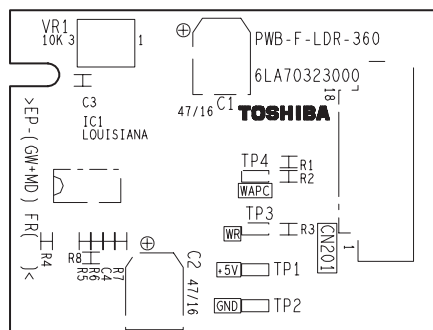 VR1
10K 3
1
PWB-F-LDR-360
6LA70323000
C3
47/16
C1
18
TOSHIBA
IC1
LOUISIANA
>EP-(GW+MD) FR( )<
TP4
R1
R2
WAPC
TP3
WR
R3
CN201
1
R4
R8
R5
R6
C4
R7
C2
47/16
+5V
TP1
GND
TP2